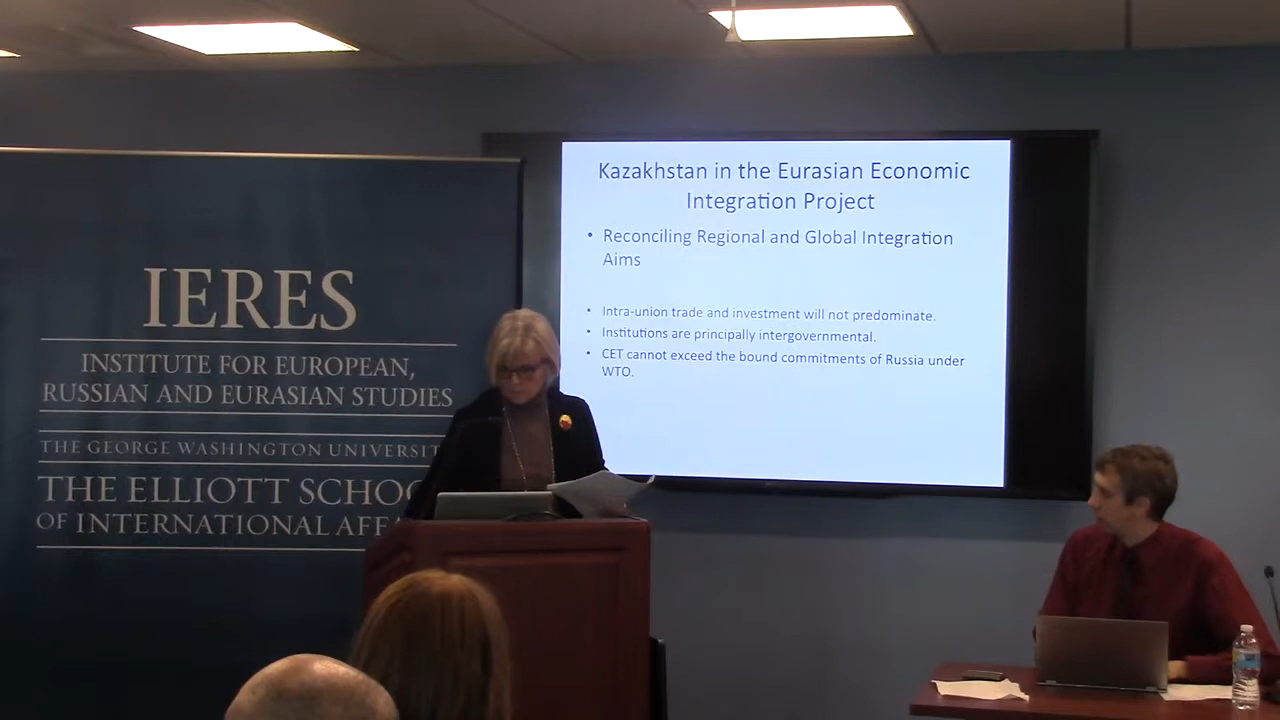 IERES
INSTITUTE FOR EUROPEAN,
RUSSIAN AND EURASIAN STUDIES
THE GEORGE WASHINGTON UNIVERSIT
THE ELLIOTT SCHOO
OF INTERNATIONAL AFFA
Kazakhstan in the Eurasian Economic
Integration Project
• Reconciling Regional and Global Integration
Aims
• Intra-union trade and investment will not predominate.
• Institutions are principally intergovernmental.
• CET cannot exceed the bound commitments of Russia under
WTO.